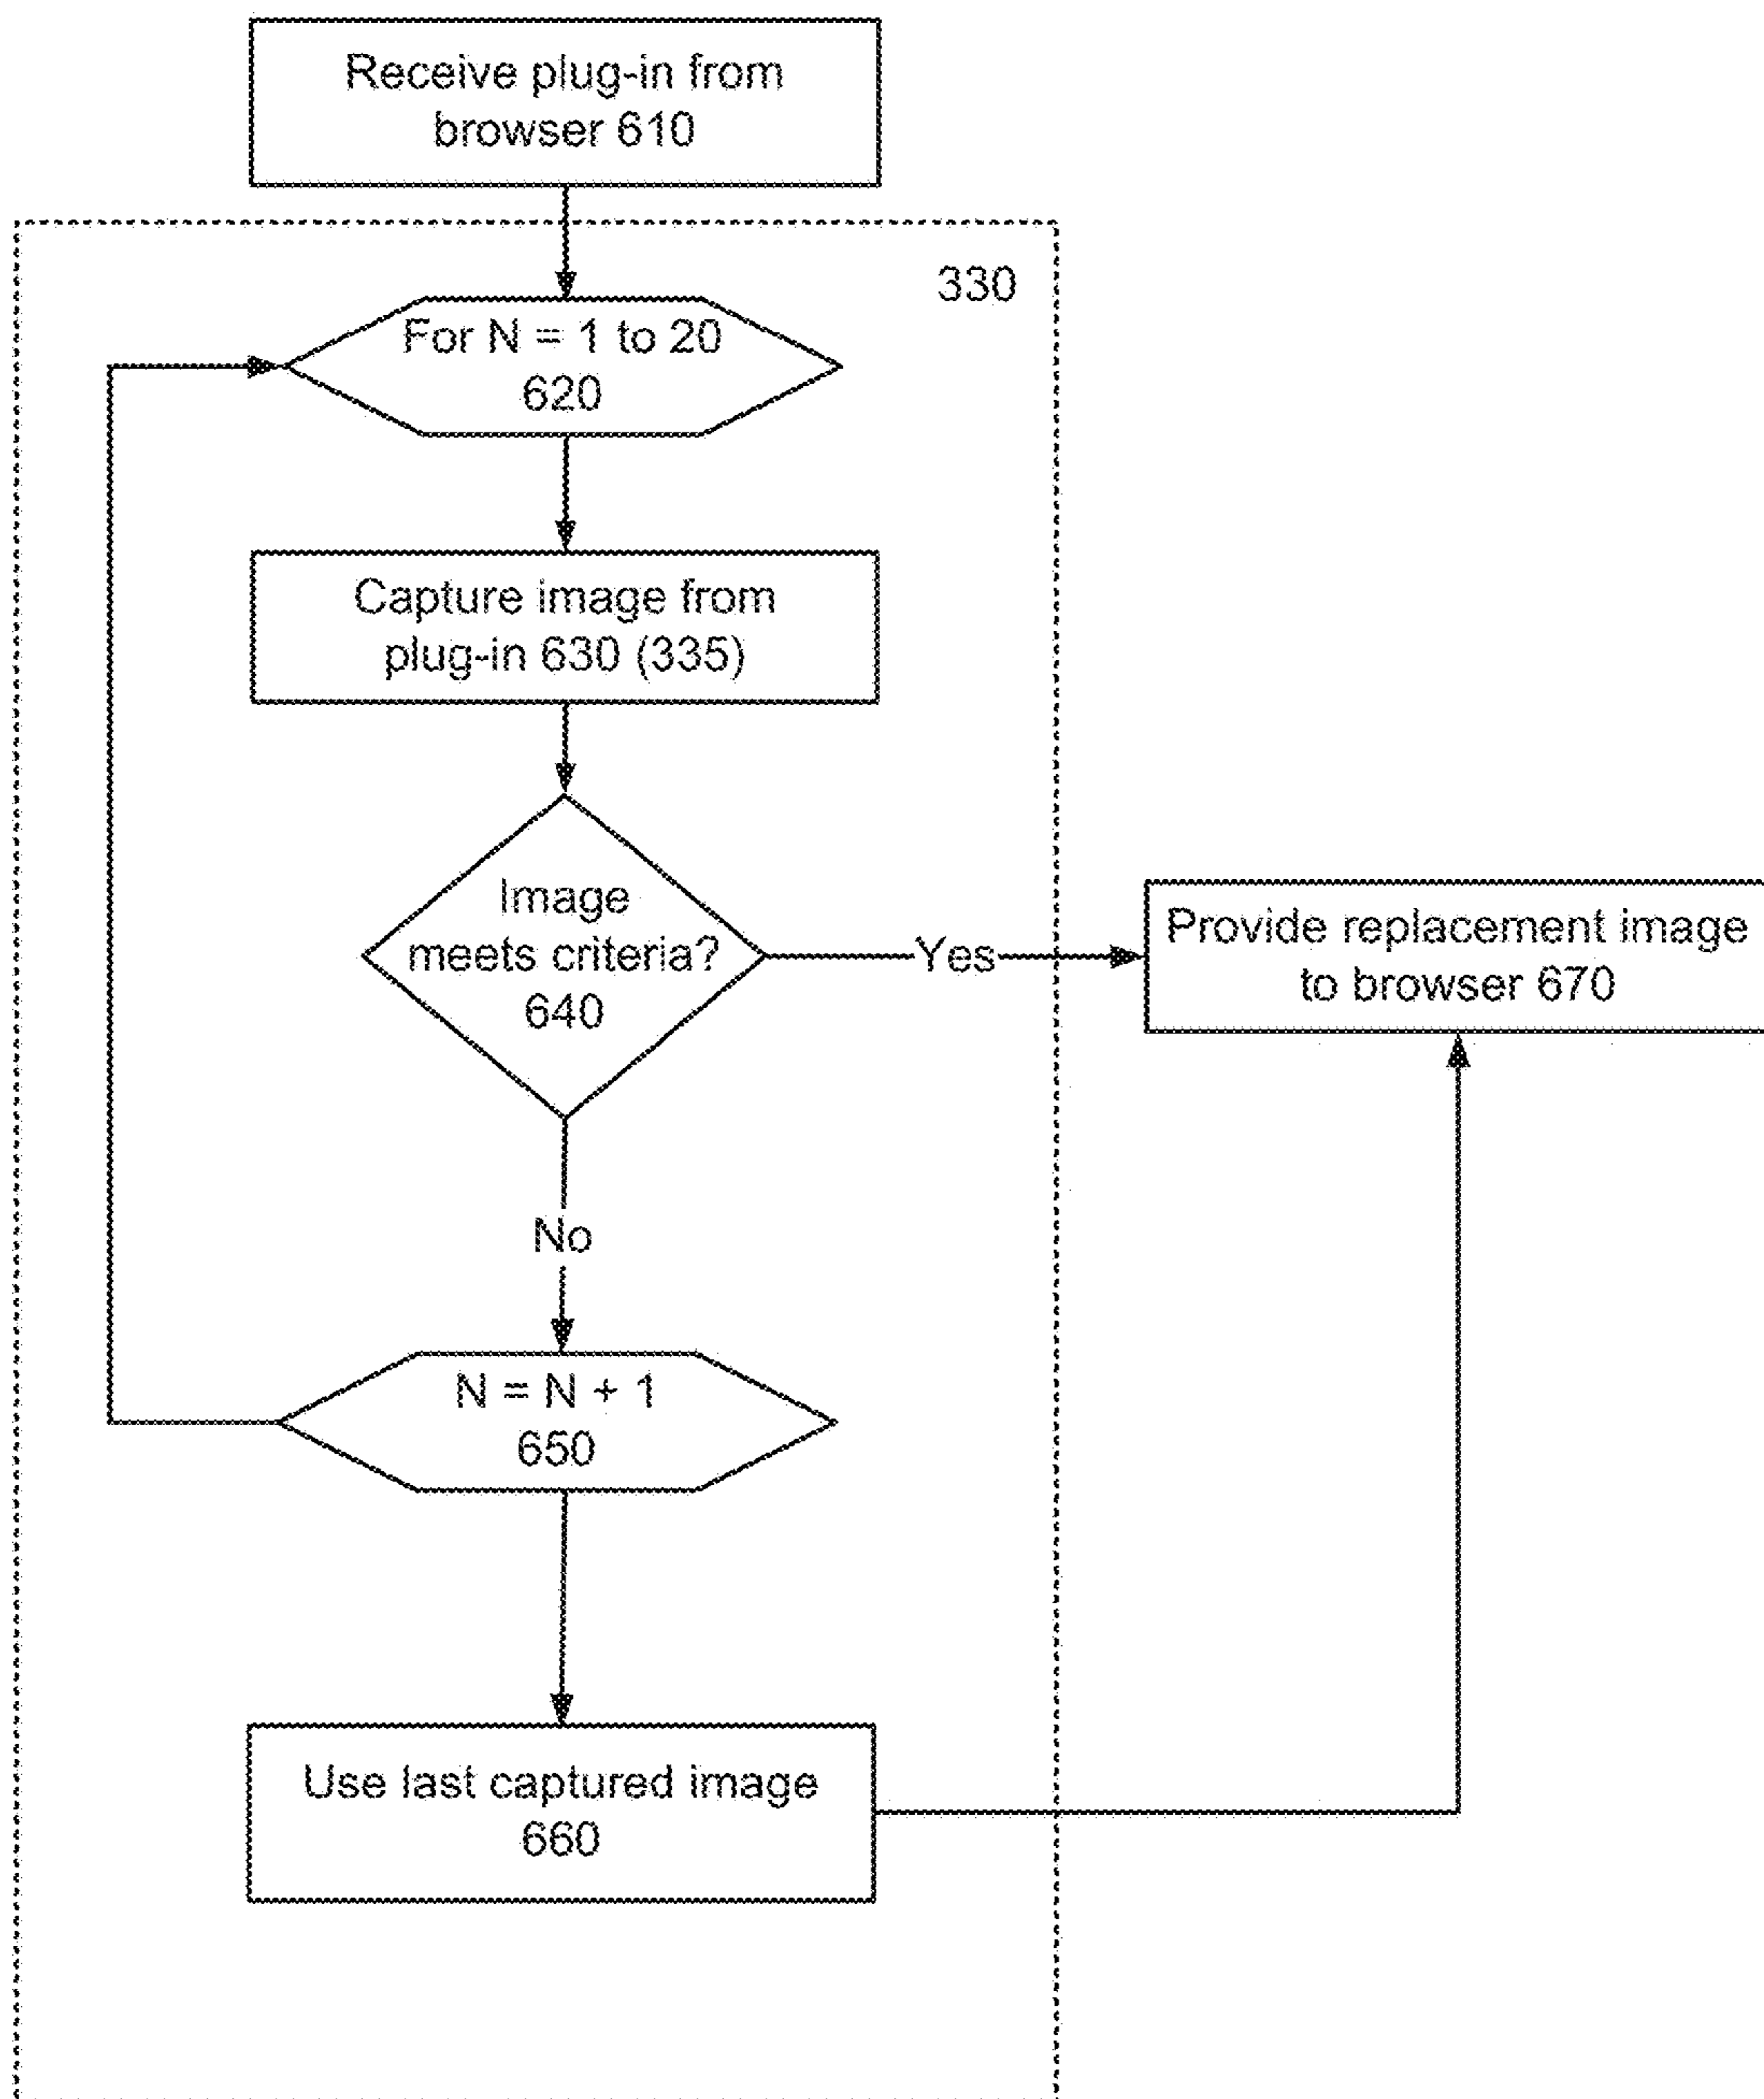 Receive plug-in from
browser 610
330
For N = 1 to 20
620
Capture image from
plug-in 630 (335)
Image
meets criteria?
640
Yes
Provide replacement image
to browser 670
No
N = N + 1
650
Use last captured image
660